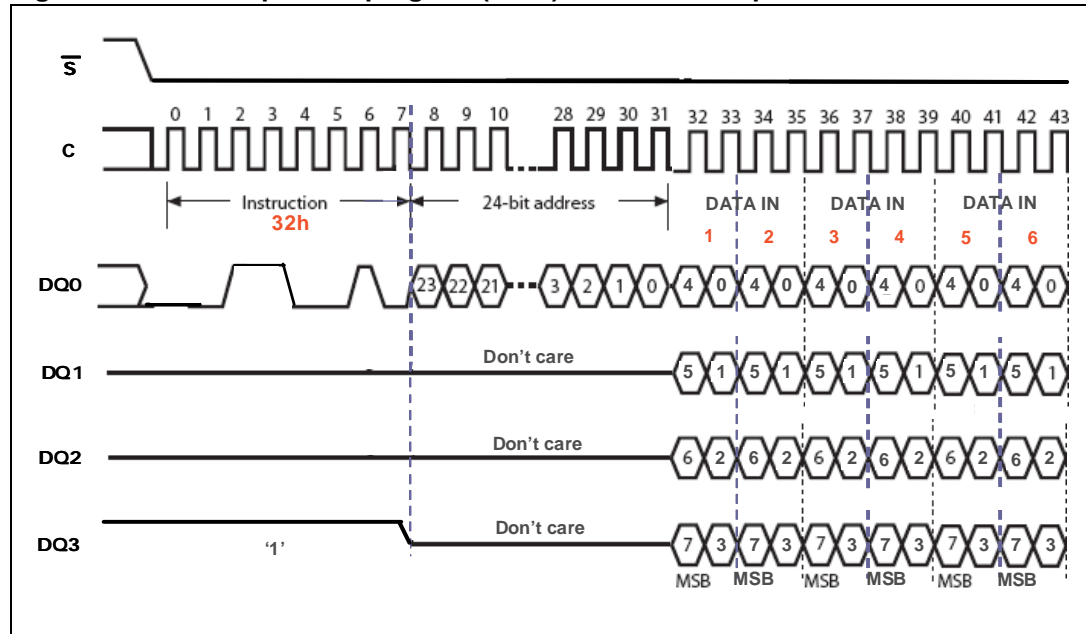 S
0 1 2 3 4 5 6 7 8 9 10 28 29 30 31 32 33 34 35 36 37 38 39 40 41 42 43
C
Instruction 24-bit address DATA IN DATA IN DATA IN
32h 1 2 3 4 5 6
DQ0 23 22 21 3 2 1 0 4 0 4 0 4 0 4 0 4 0 4 0
Don't care
DQ1 5 1 5 1 5 1 5 1 5 1 5 1
Don't care
DQ2 6 2 6 2 6 2 6 2 6 2 6 2
Don't care
DQ3 '1' 7 3 7 3 7 3 7 3 7 3 7 3
MSB MSB MSB MSB MSB MSB